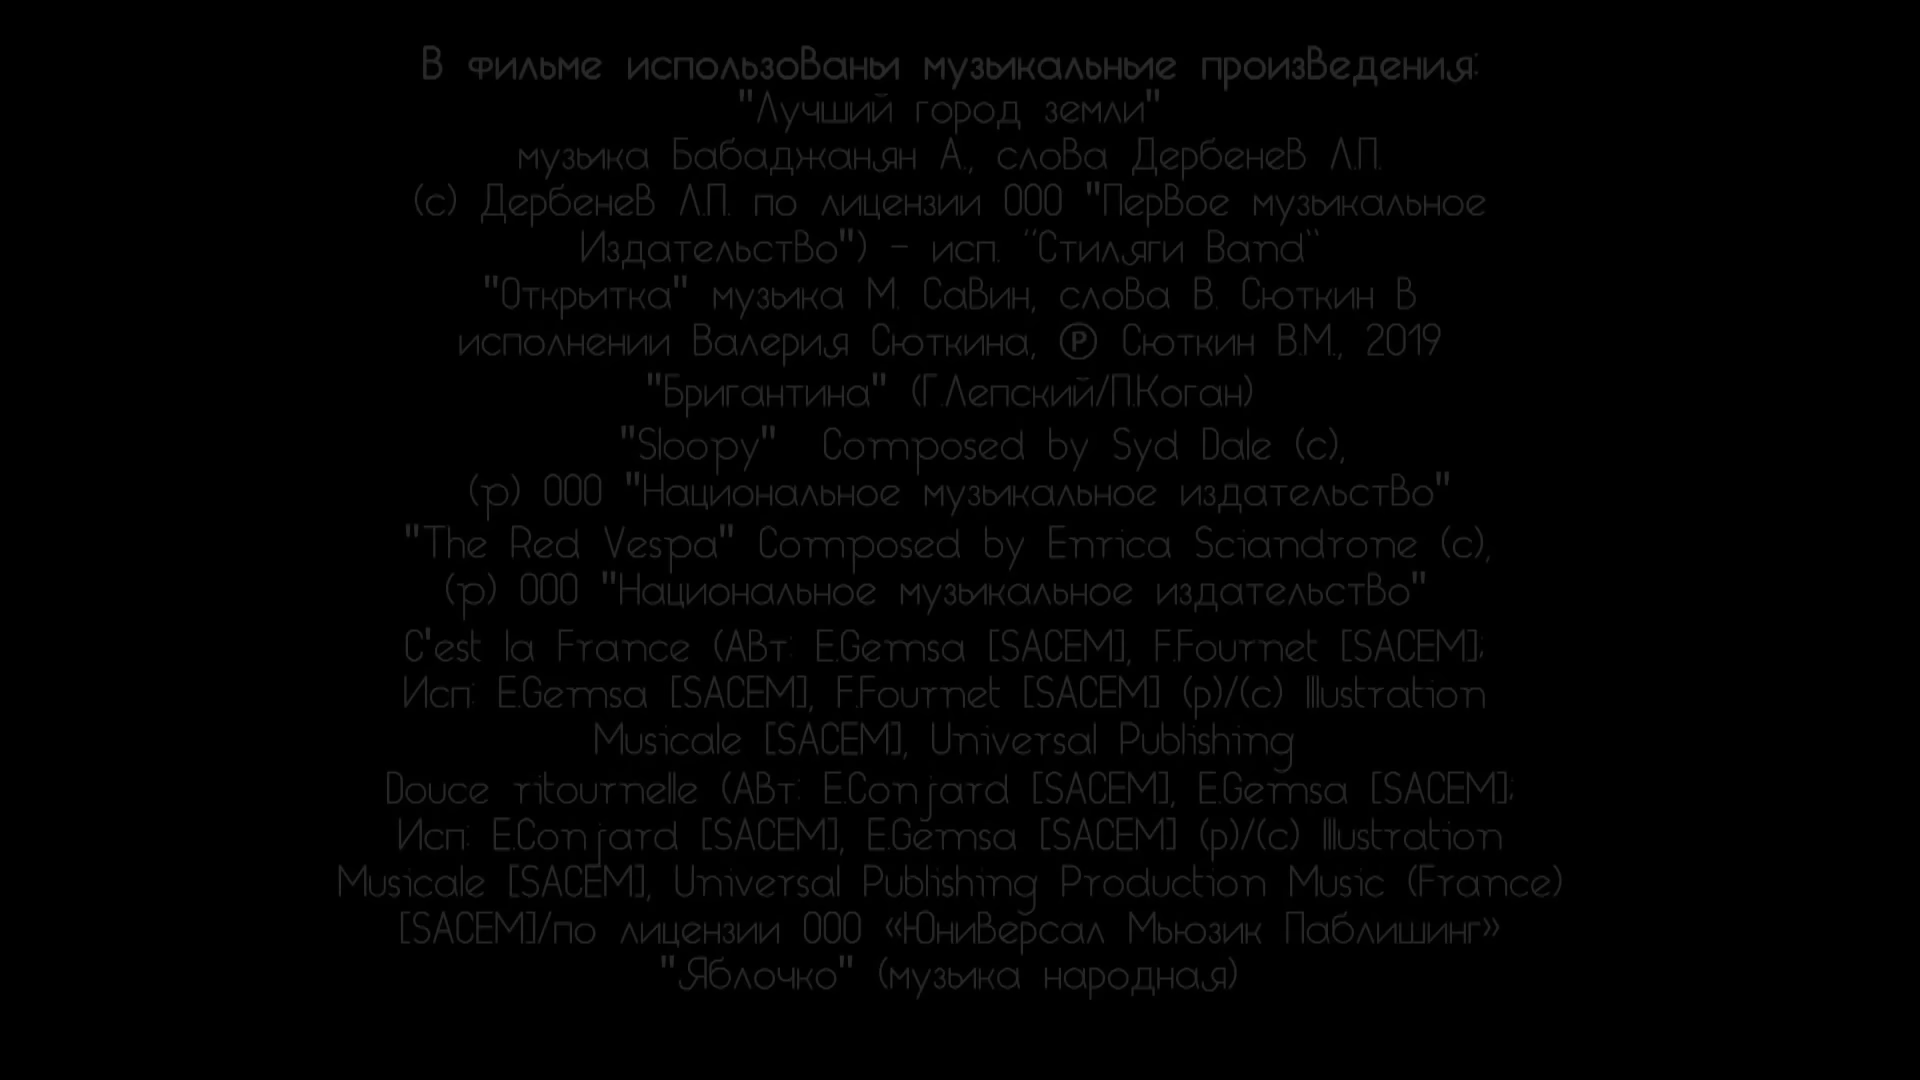 В фильме использованы музыкальные произведения:
"Лучший город земли"
музыка Бабаджанян А., слова Дербенев Л.П.
(с) Дербенев Л.П. по лицензии ООО "Первое музыкальное
Издательство") - исп. “Стиляги Band“
"Открытка" музыка М. Савин, слова В. Сюткин В
исполнении Валерия Сюткина, ℗ Сюткин В.М., 2019
"Бригантина" (Г.Лепский/П.Коган)
"Sloopy" Composed by Syd Dale (c),
(p) ООО "Национальное музыкальное издательство"
"The Red Vespa" Composed by Enrica Sciandrone (c),
(p) ООО "Национальное музыкальное издательство"
C'est la France (Авт: E.Gemsa [SACEM], F.Fournet [SACEM];
Исп: E.Gemsa [SACEM], F.Fournet [SACEM] (p)/(c) Illustration
Musicale [SACEM], Universal Publishing
Douce ritournelle (Авт: E.Conjard [SACEM], E.Gemsa [SACEM];
Исп: E.Conjard [SACEM], E.Gemsa [SACEM] (p)/(c) Illustration
Musicale [SACEM], Universal Publishing Production Music (France)
[SACEM]/по лицензии ООО «Юниверсал Мьюзик Паблишинг»
"Яблочко" (музыка народная)